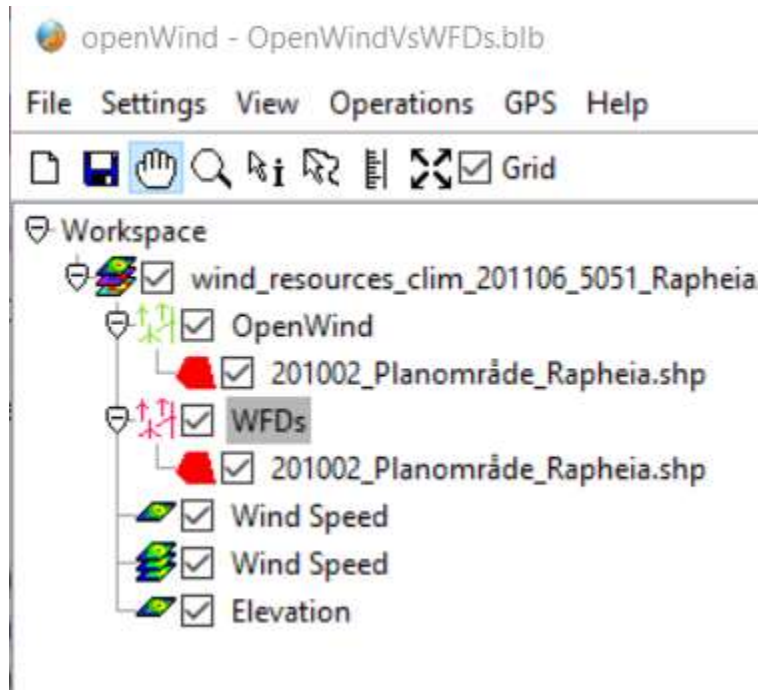 openWind - OpenWindVsWFDs.blb
File Settings View Operations GPS Help
Grid
Workspace
wind_resources_clim_201106_5051_Rapheia.
OpenWind
201002_Planområde_Rapheia.shp
WFDs
201002_Planområde_Rapheia.shp
Wind Speed
Wind Speed
Elevation